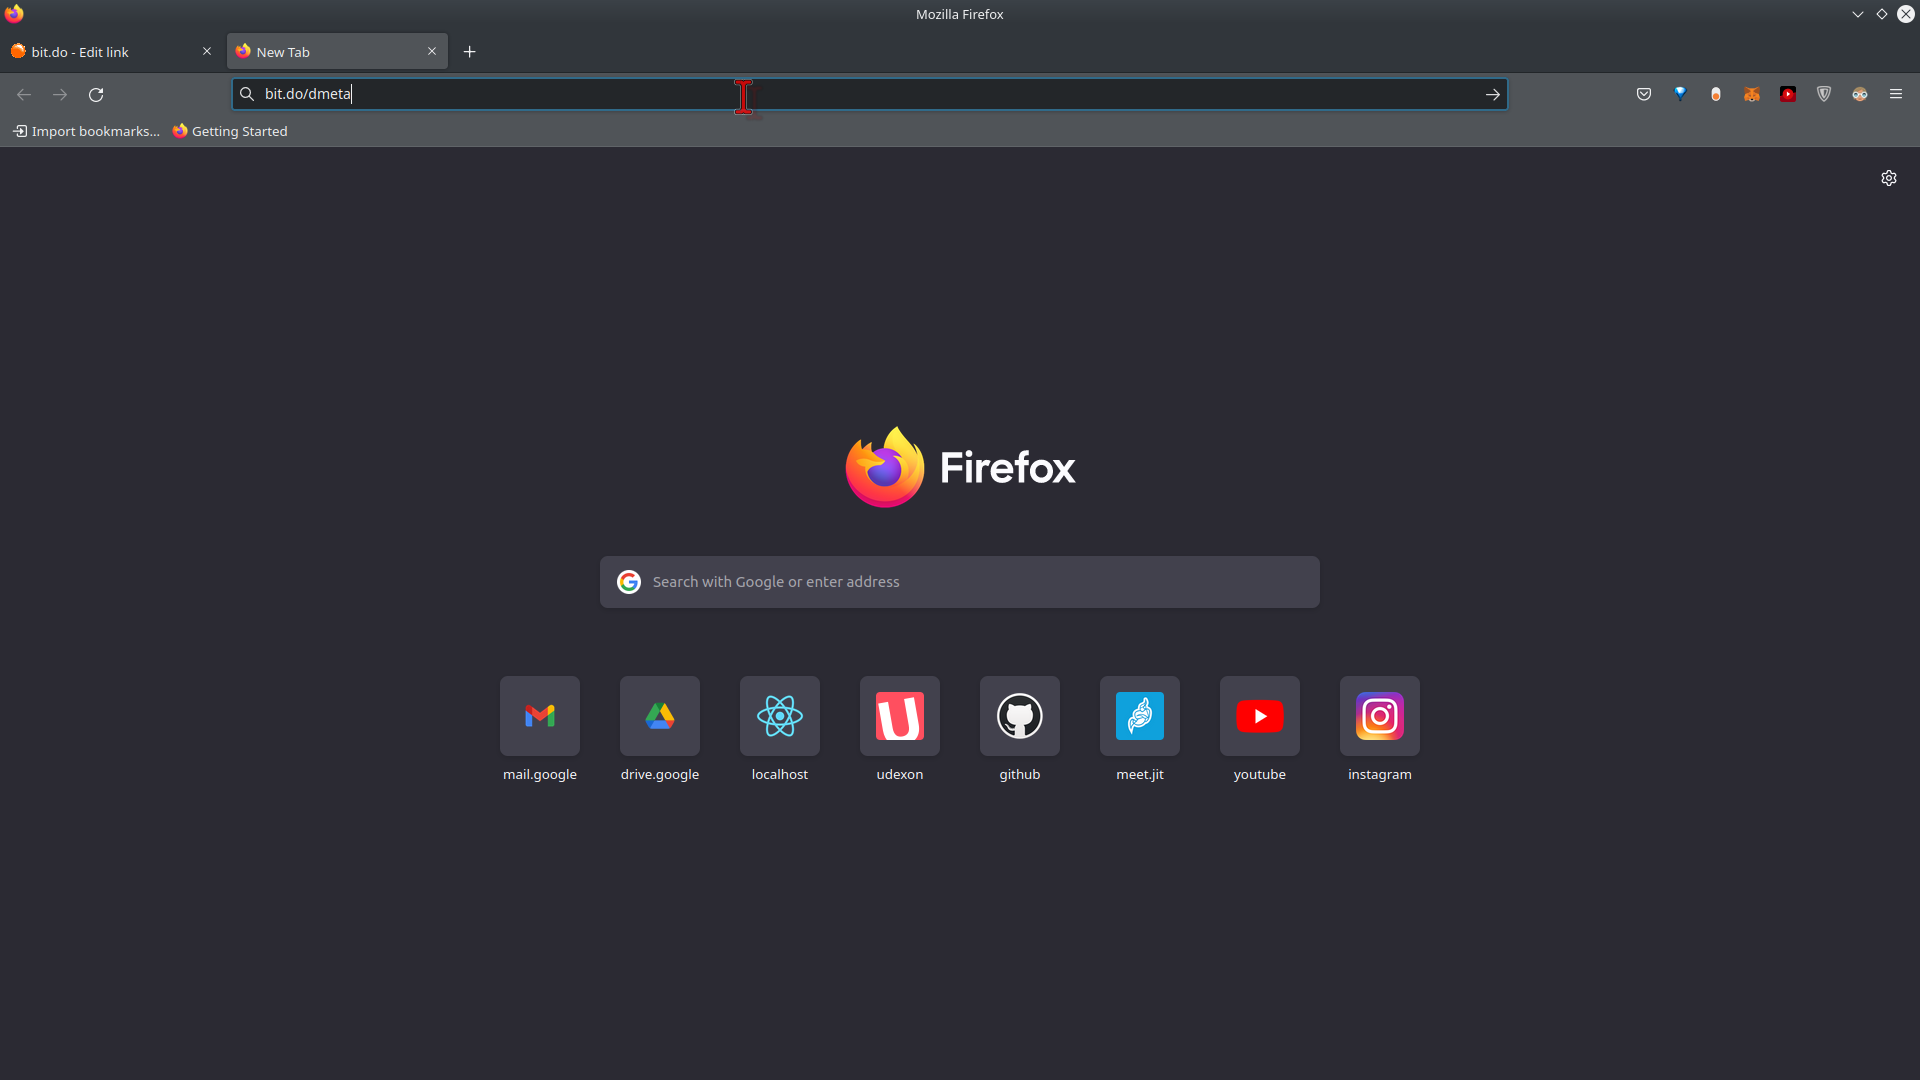 Mozilla Firefox
bit.do - Edit link
New Tab
bit.do/dmeta
Import bookmarks...
Getting Started
Firefox
Search with Google or enter address
mail.google
drive.google
localhost
udexon
github
meet.jit
youtube
instagram